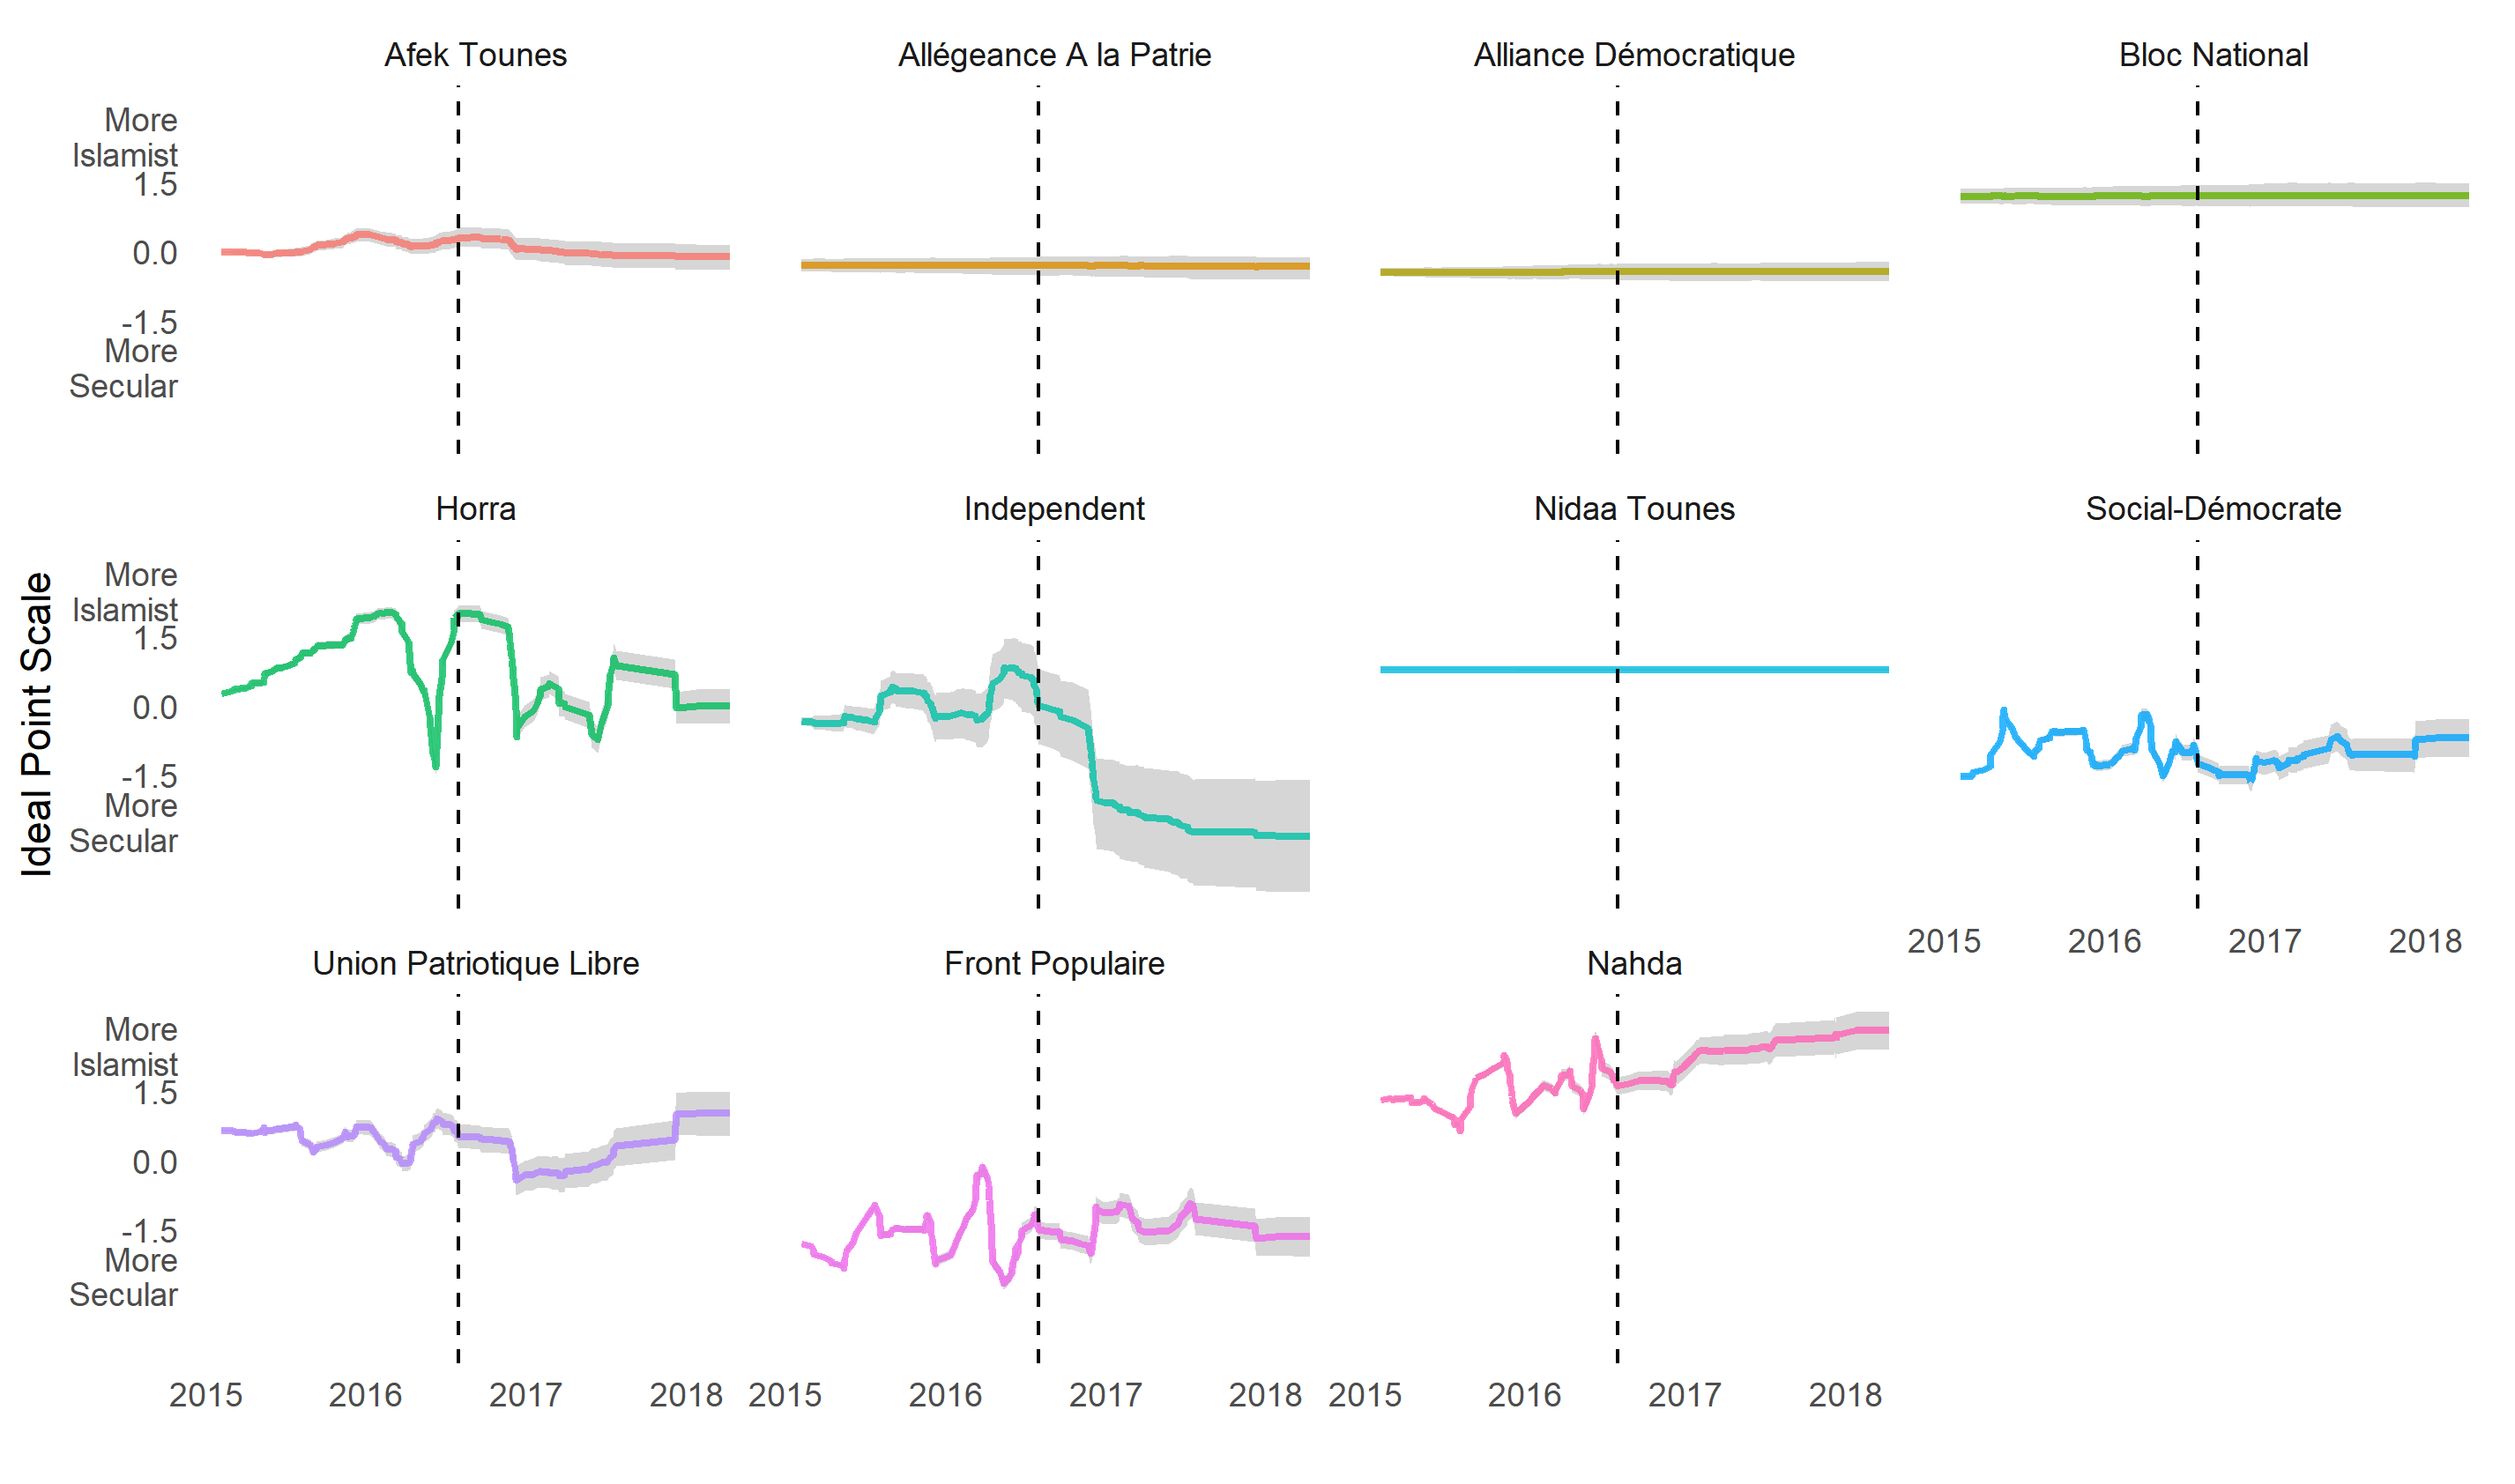 Afek Tounes
Allégeance A la Patrie
Alliance Démocratique
Bloc National
More
Islamist
1.5
0.0
-1.5
More
Secular
Ideal Point Scale
Horra
Independent
Nidaa Tounes
Social-Démocrate
More
Islamist
1.5
0.0
-1.5
More
Secular
2015 2016 2017 2018
Union Patriotique Libre
Front Populaire
Nahda
More
Islamist
1.5
0.0
-1.5
More
Secular
2015 2016 2017 2018
2015 2016 2017 2018
2015 2016 2017 2018